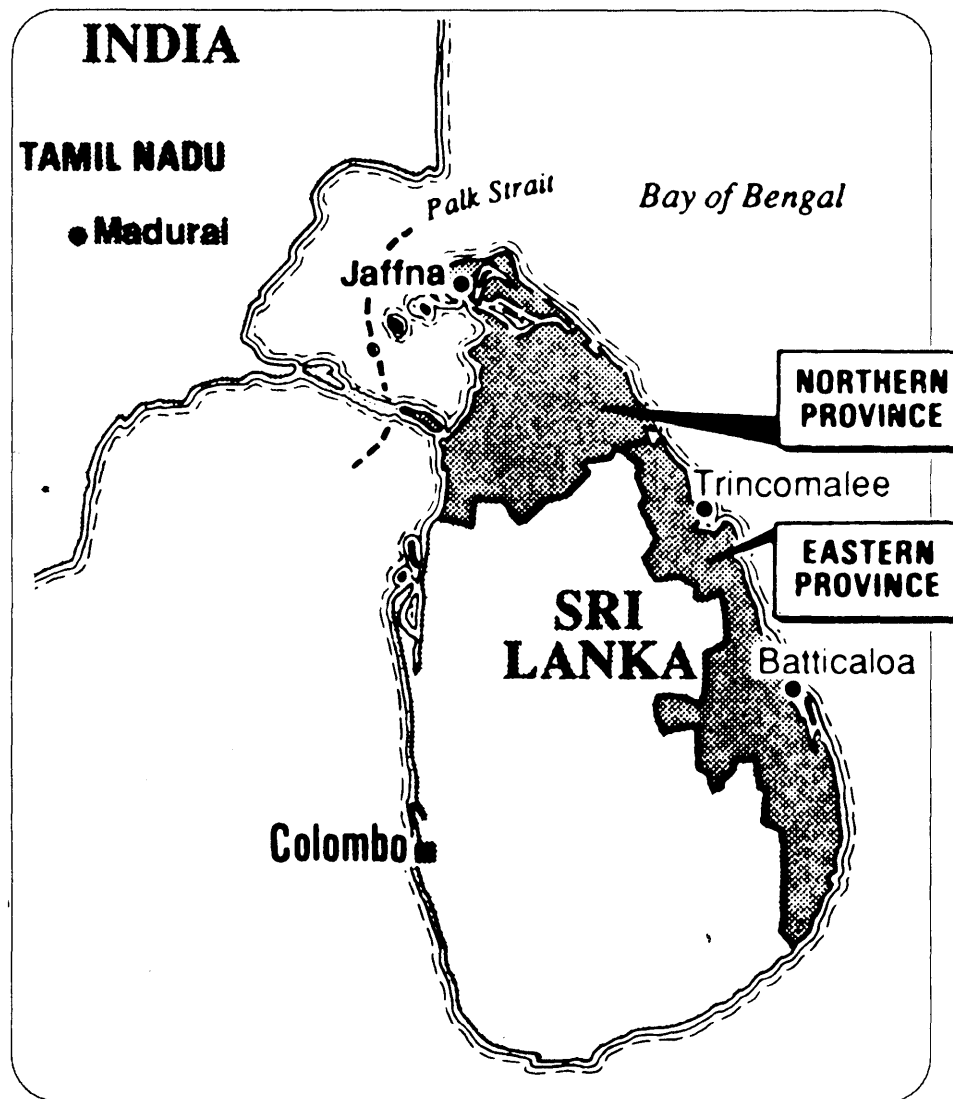 INDIA
TAMIL NADU
Madurai
Palk Strait
Bay of Bengal
Jaffna
NORTHERN
PROVINCE
Trincomalee
EASTERN
PROVINCE
SRI
LANKA
Batticaloa
Colombo